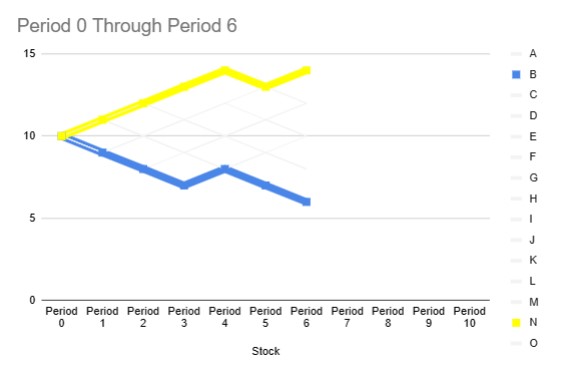 Period 0 Through Period 6
15
10
5
0
Period 0
Period 1
Period 2
Period 3
Period 4
Period 5
Period 6
Period 7
Period 8
Period 9
Period 10
Stock
A
B
C
D
E
F
G
H
I
J
K
L
M
N
O